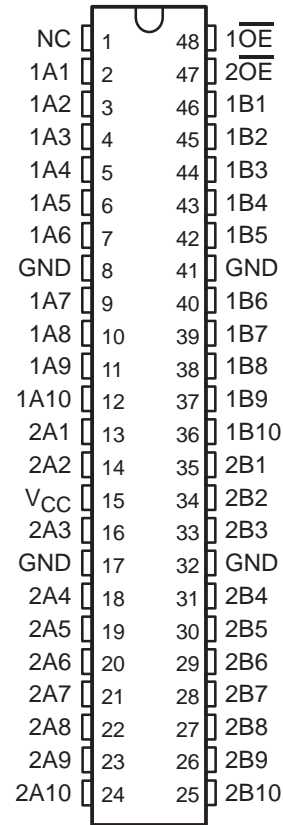 NC 1 48 1O̅E̅
1A1 2 47 2O̅E̅
1A2 3 46 1B1
1A3 4 45 1B2
1A4 5 44 1B3
1A5 6 43 1B4
1A6 7 42 1B5
GND 8 41 GND
1A7 9 40 1B6
1A8 10 39 1B7
1A9 11 38 1B8
1A10 12 37 1B9
2A1 13 36 1B10
2A2 14 35 2B1
VCC 15 34 2B2
2A3 16 33 2B3
GND 17 32 GND
2A4 18 31 2B4
2A5 19 30 2B5
2A6 20 29 2B6
2A7 21 28 2B7
2A8 22 27 2B8
2A9 23 26 2B9
2A10 24 25 2B10